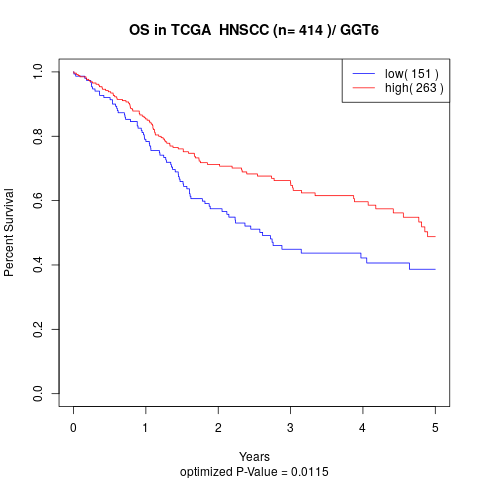 OS in TCGA  HNSCC (n= 414 )/ GGT6
low( 151 )
high( 263 )
Percent Survival
1.0
0.8
0.6
0.4
0.2
0.0
0 1 2 3 4 5
Years
optimized P-Value = 0.0115